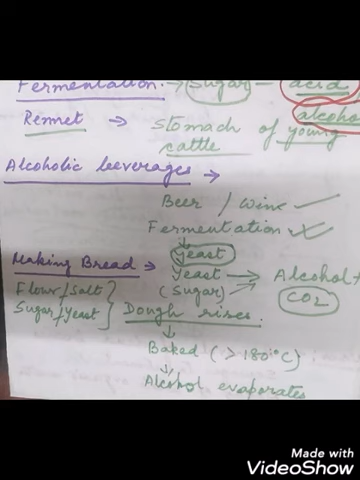 Fermentation. → Sugar — acid
alcoho
Rennet → stomach of young
cattle
Alcoholic beverages →
Beer / Wine
Fermentation
↓
Yeast
Making Bread → Yeast → Alcohol +
Flour/Salt (Sugar) → CO2
Sugar/Yeast Dough rises.
↓
Baked (>180°C)
↓
Alcohol evaporates
Made with
VideoShow